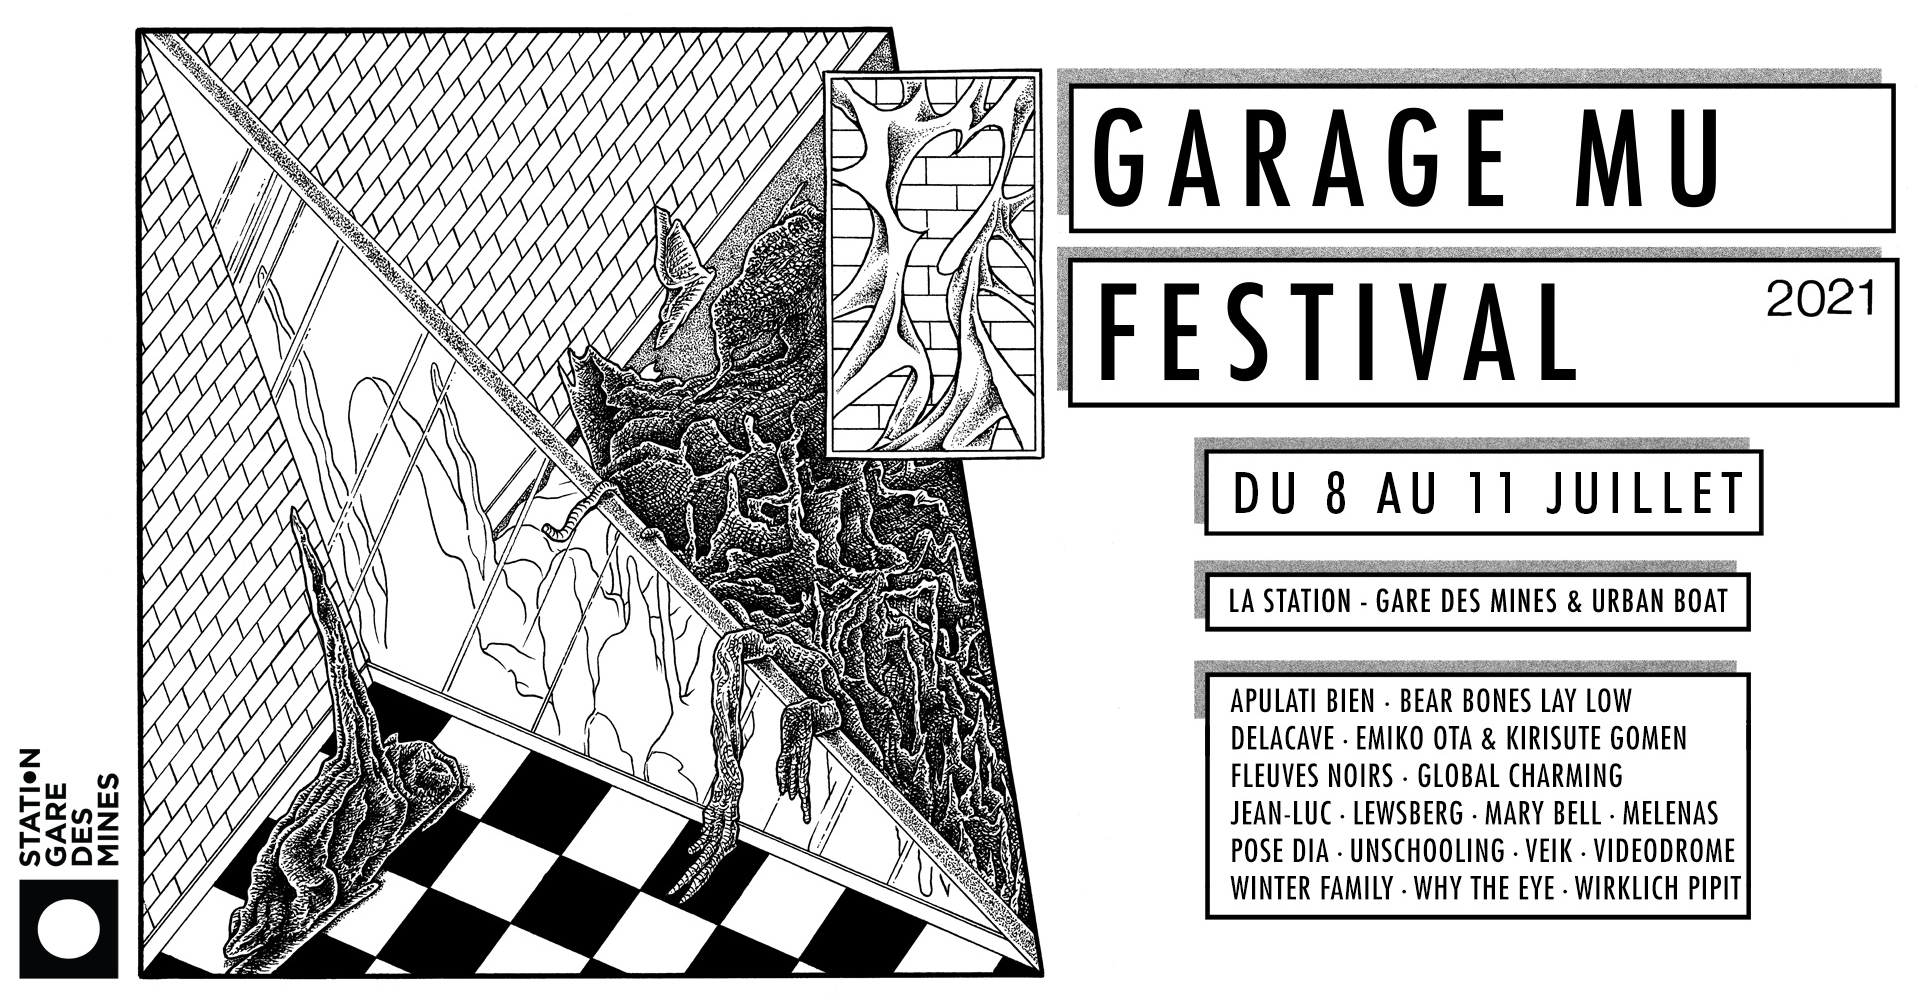 GARAGE MU
FESTIVAL
2021
DU 8 AU 11 JUILLET
LA STATION - GARE DES MINES & URBAN BOAT
APULATI BIEN · BEAR BONES LAY LOW
DELACAVE · EMIKO OTA & KIRISUTE GOMEN
FLEUVES NOIRS · GLOBAL CHARMING
JEAN-LUC · LEWSBERG · MARY BELL · MELENAS
POSE DIA · UNSCHOOLING · VEIK · VIDEODROME
WINTER FAMILY · WHY THE EYE · WIRKLICH PIPIT
STATION
GARE
DES
MINES